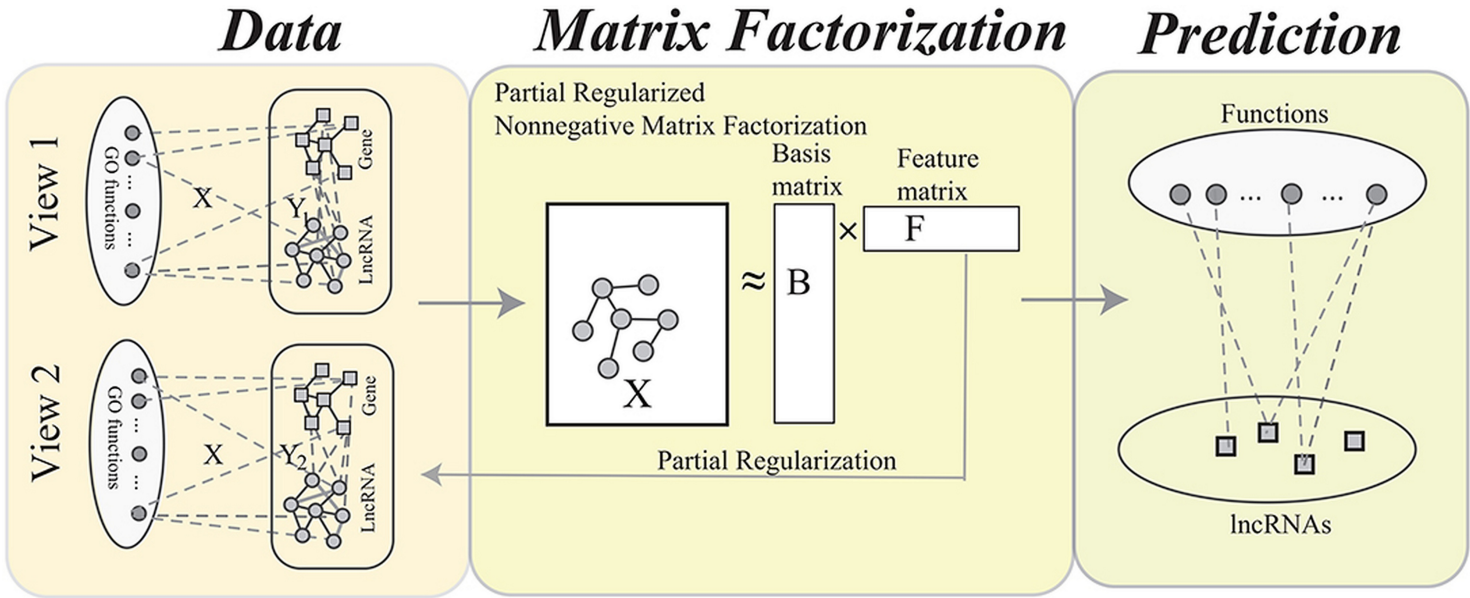 Data
Matrix Factorization
Prediction
View 1
GO functions
...
...
X
Y1
Gene
LncRNA
View 2
GO functions
...
...
X
Y2
Gene
LncRNA
Partial Regularized
Nonnegative Matrix Factorization
Basis
matrix
Feature
matrix
X
≈
B
×
F
Partial Regularization
Functions
... ...
lncRNAs